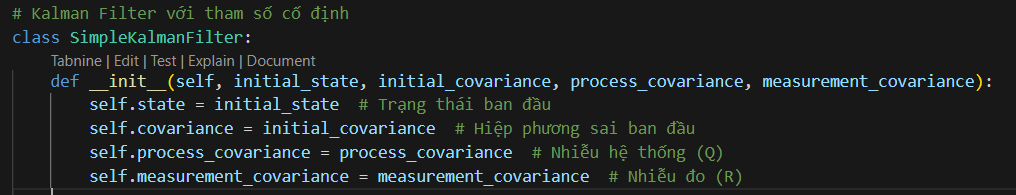 # Kalman Filter với tham số cố định
class SimpleKalmanFilter:
Tabnine | Edit | Test | Explain | Document
def __init__(self, initial_state, initial_covariance, process_covariance, measurement_covariance):
self.state = initial_state  # Trạng thái ban đầu
self.covariance = initial_covariance  # Hiệp phương sai ban đầu
self.process_covariance = process_covariance  # Nhiễu hệ thống (Q)
self.measurement_covariance = measurement_covariance  # Nhiễu đo (R)